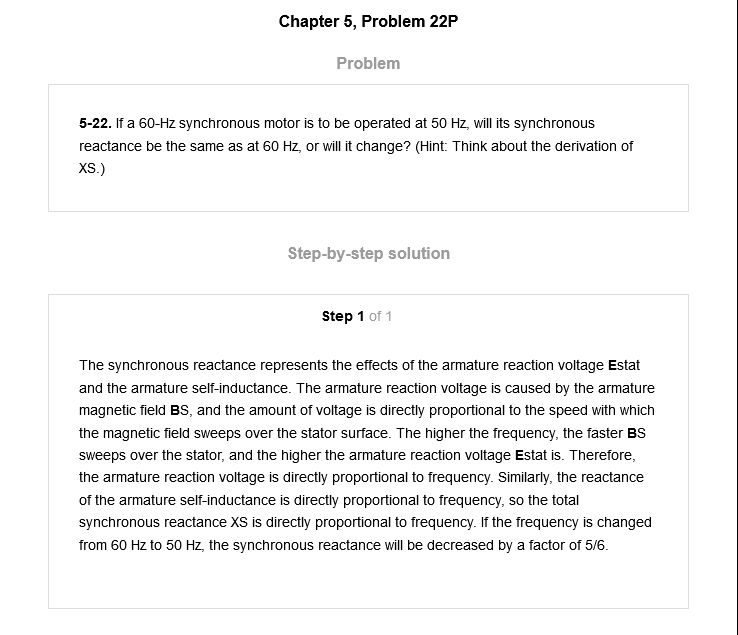 Chapter 5, Problem 22P
Problem
5-22. If a 60-Hz synchronous motor is to be operated at 50 Hz, will its synchronous
reactance be the same as at 60 Hz, or will it change? (Hint: Think about the derivation of
XS.)
Step-by-step solution
Step 1 of 1
The synchronous reactance represents the effects of the armature reaction voltage Estat
and the armature self-inductance. The armature reaction voltage is caused by the armature
magnetic field BS, and the amount of voltage is directly proportional to the speed with which
the magnetic field sweeps over the stator surface. The higher the frequency, the faster BS
sweeps over the stator, and the higher the armature reaction voltage Estat is. Therefore,
the armature reaction voltage is directly proportional to frequency. Similarly, the reactance
of the armature self-inductance is directly proportional to frequency, so the total
synchronous reactance XS is directly proportional to frequency. If the frequency is changed
from 60 Hz to 50 Hz, the synchronous reactance will be decreased by a factor of 5/6.